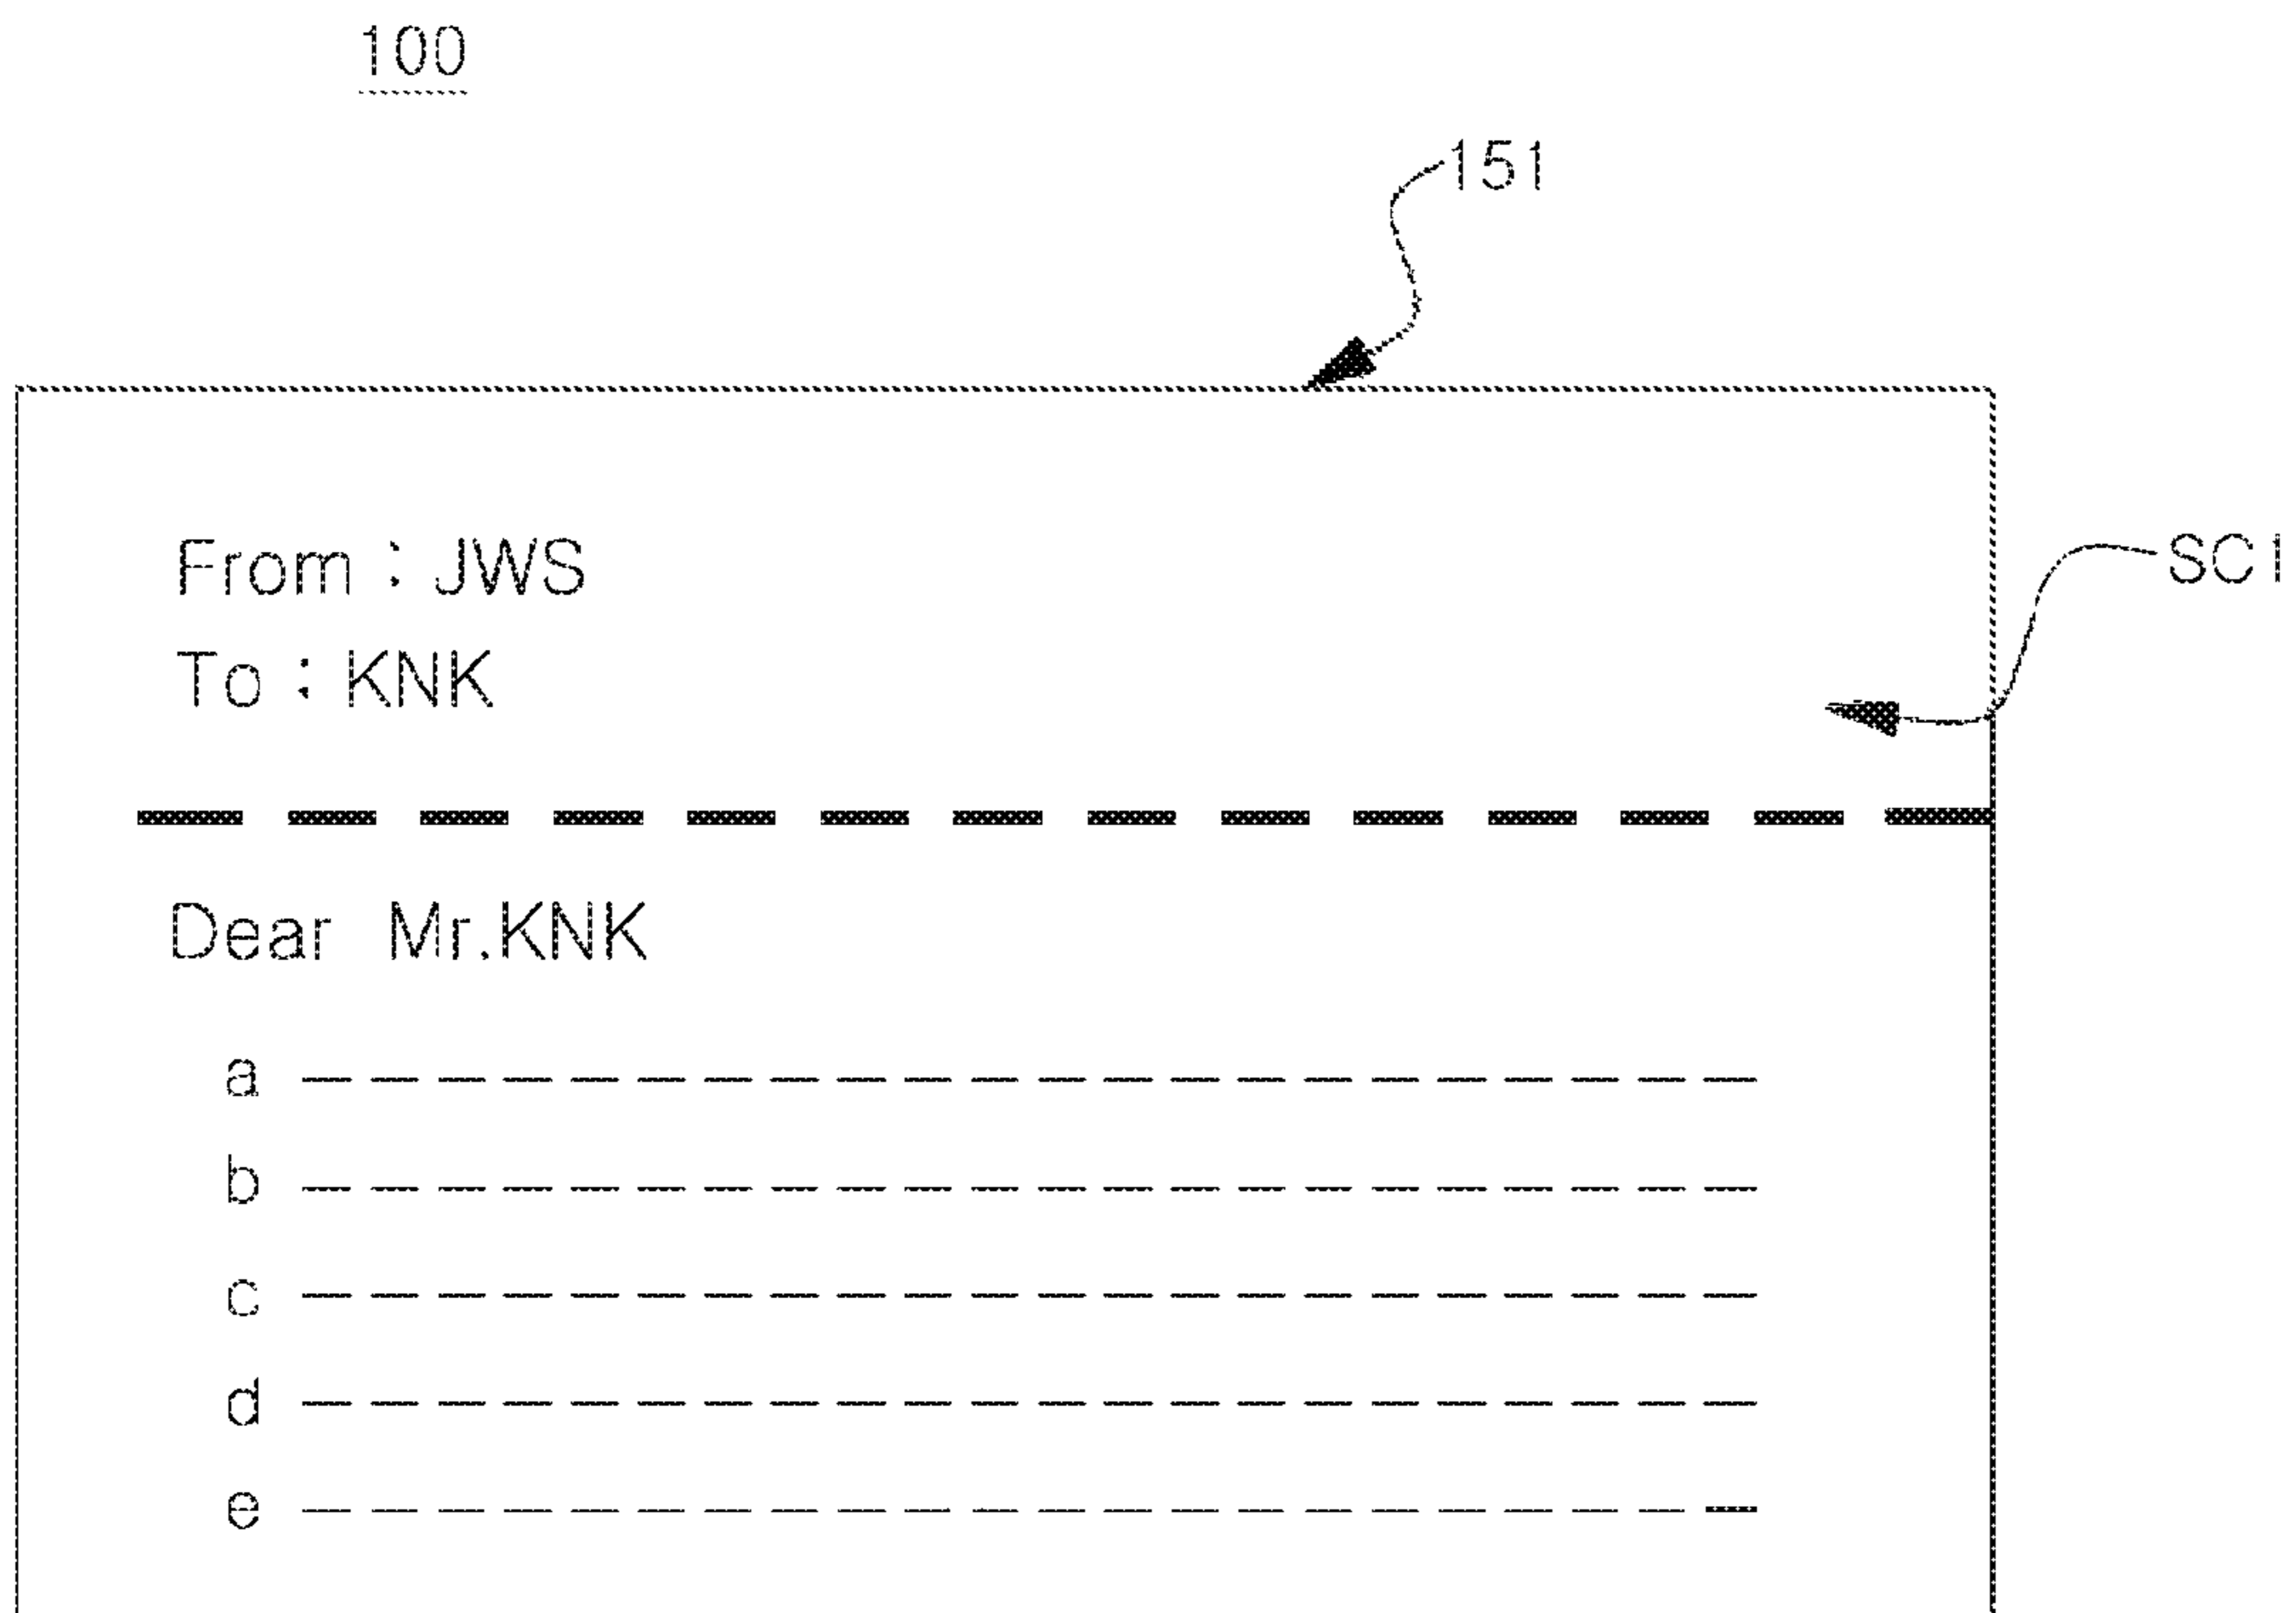 100
151
From : JWS
SC1
To : KNK
Dear Mr.KNK
a
b
c
d
e